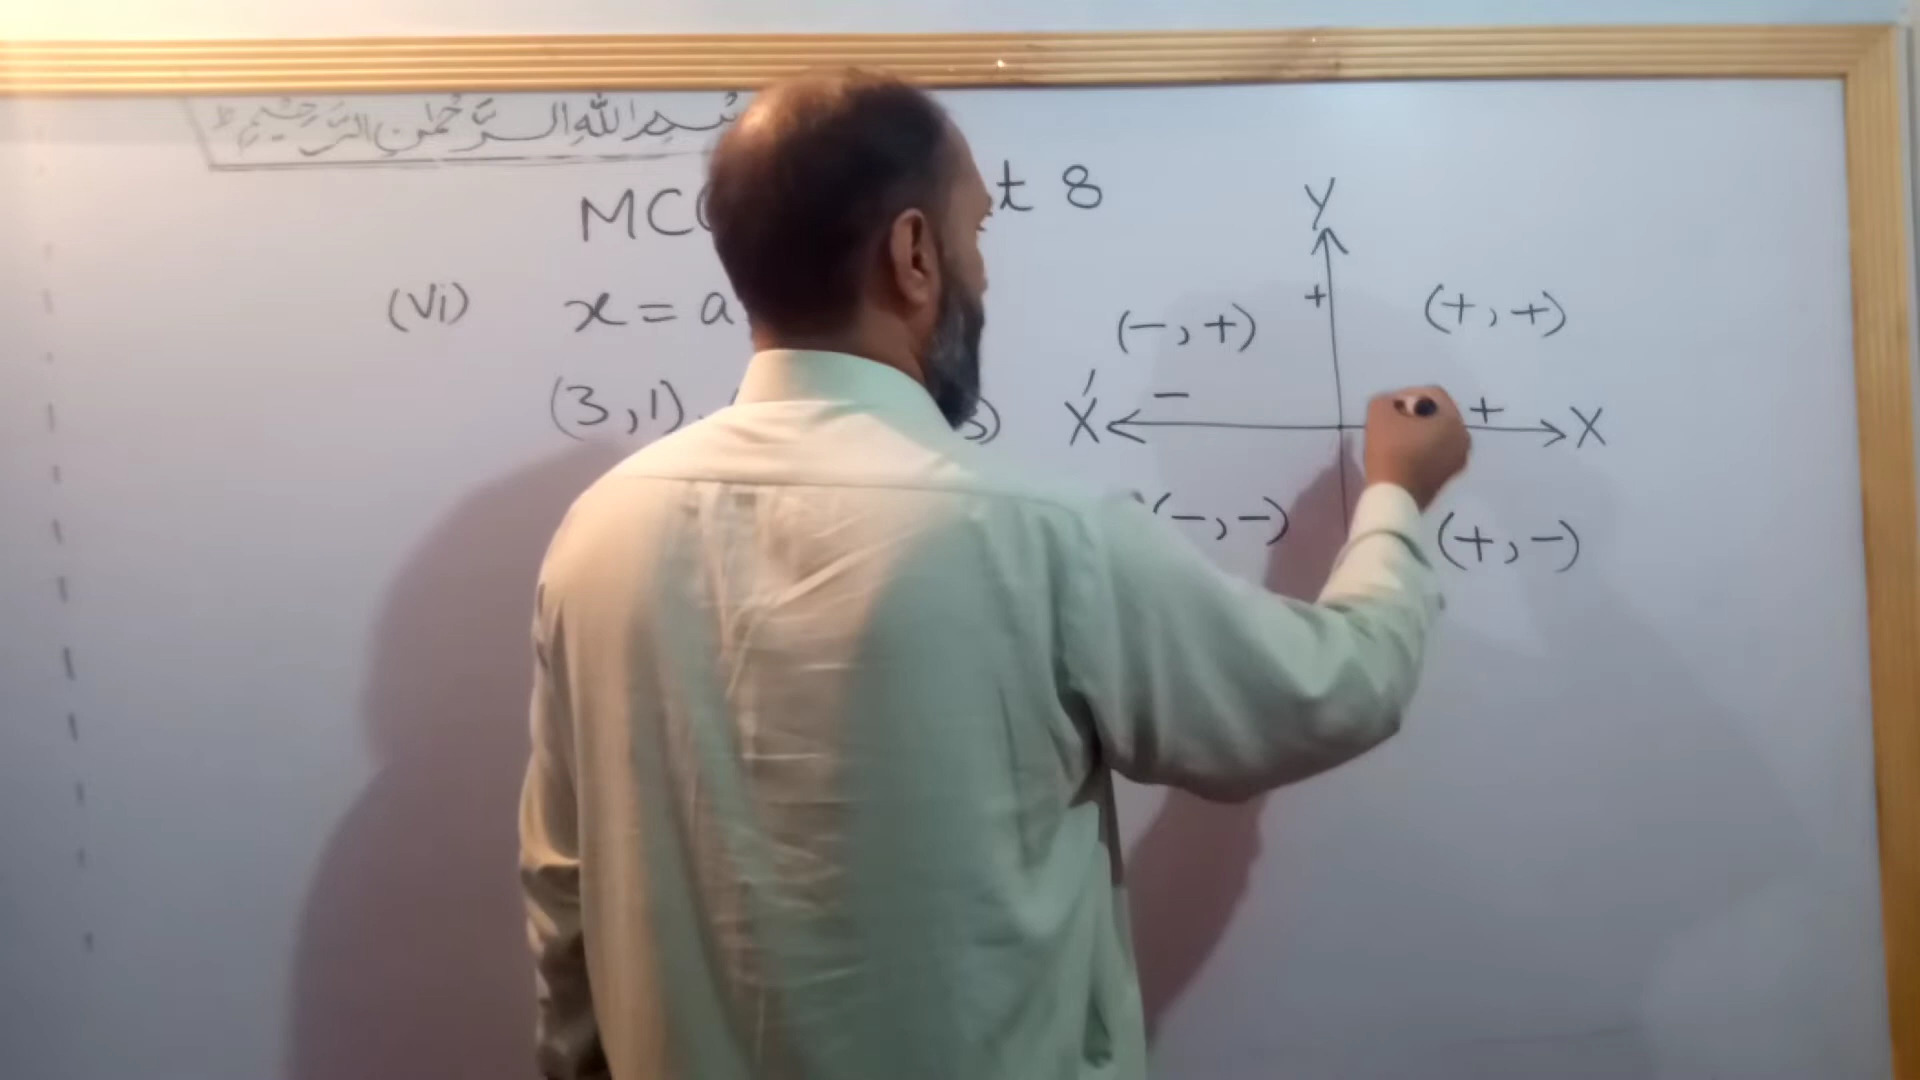 بسم الله الرحمن الرحيم
MC t 8
(vi) x = a
(3,1),
Y
+
(-,+) (+,+)
X' - + X
(-,-) (+,-)